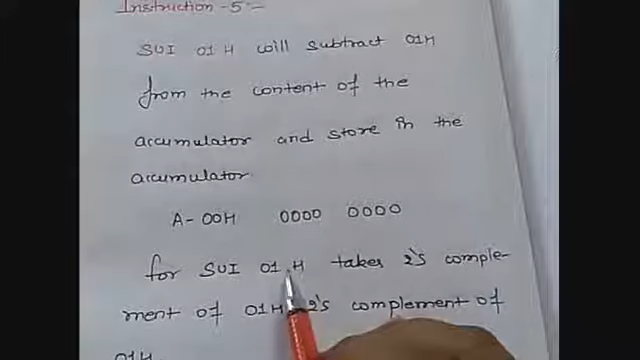 Instruction - 5 :-
SUI 01 H will subtract 01H
from the content of the
accumulator and store in the
accumulator
A - 00H 0000 0000
for SUI 01 H takes 2's comple-
ment of 01H 2's complement of
01H